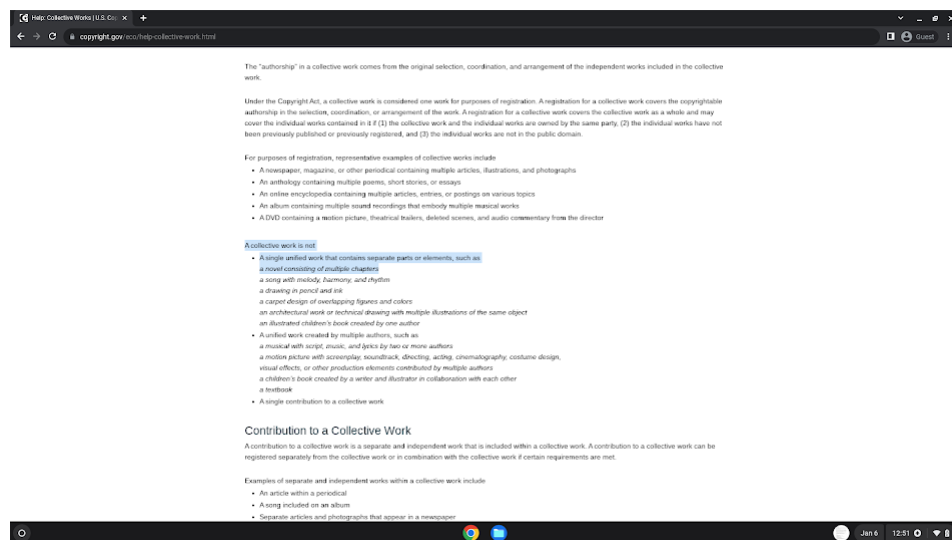 Help: Collective Works | U.S. Cop
copyright.gov/eco/help-collective-work.html
Guest
The "authorship" in a collective work comes from the original selection, coordination, and arrangement of the independent works included in the collective
work.
Under the Copyright Act, a collective work is considered one work for purposes of registration. A registration for a collective work covers the copyrightable
authorship in the selection, coordination, or arrangement of the work. A registration for a collective work covers the collective work as a whole and may
cover the individual works contained in it if (1) the collective work and the individual works are owned by the same party, (2) the individual works have not
been previously published or previously registered, and (3) the individual works are not in the public domain.
For purposes of registration, representative examples of collective works include
• A newspaper, magazine, or other periodical containing multiple articles, illustrations, and photographs
• An anthology containing multiple poems, short stories, or essays
• An online encyclopedia containing multiple articles, entries, or postings on various topics
• An album containing multiple sound recordings that embody multiple musical works
• A DVD containing a motion picture, theatrical trailers, deleted scenes, and audio commentary from the director
A collective work is not
• A single unified work that contains separate parts or elements, such as
a novel consisting of multiple chapters
a song with melody, harmony, and rhythm
a drawing in pencil and ink
a carpet design of overlapping figures and colors
an architectural work or technical drawing with multiple illustrations of the same object
an illustrated children's book created by one author
• A unified work created by multiple authors, such as
a musical with script, music, and lyrics by two or more authors
a motion picture with screenplay, soundtrack, directing, acting, cinematography, costume design,
visual effects, or other production elements contributed by multiple authors
a children's book created by a writer and illustrator in collaboration with each other
a textbook
• A single contribution to a collective work
Contribution to a Collective Work
A contribution to a collective work is a separate and independent work that is included within a collective work. A contribution to a collective work can be
registered separately from the collective work or in combination with the collective work if certain requirements are met.
Examples of separate and independent works within a collective work include
• An article within a periodical
• A song included on an album
• Separate articles and photographs that appear in a newspaper
Jan 6
12:51